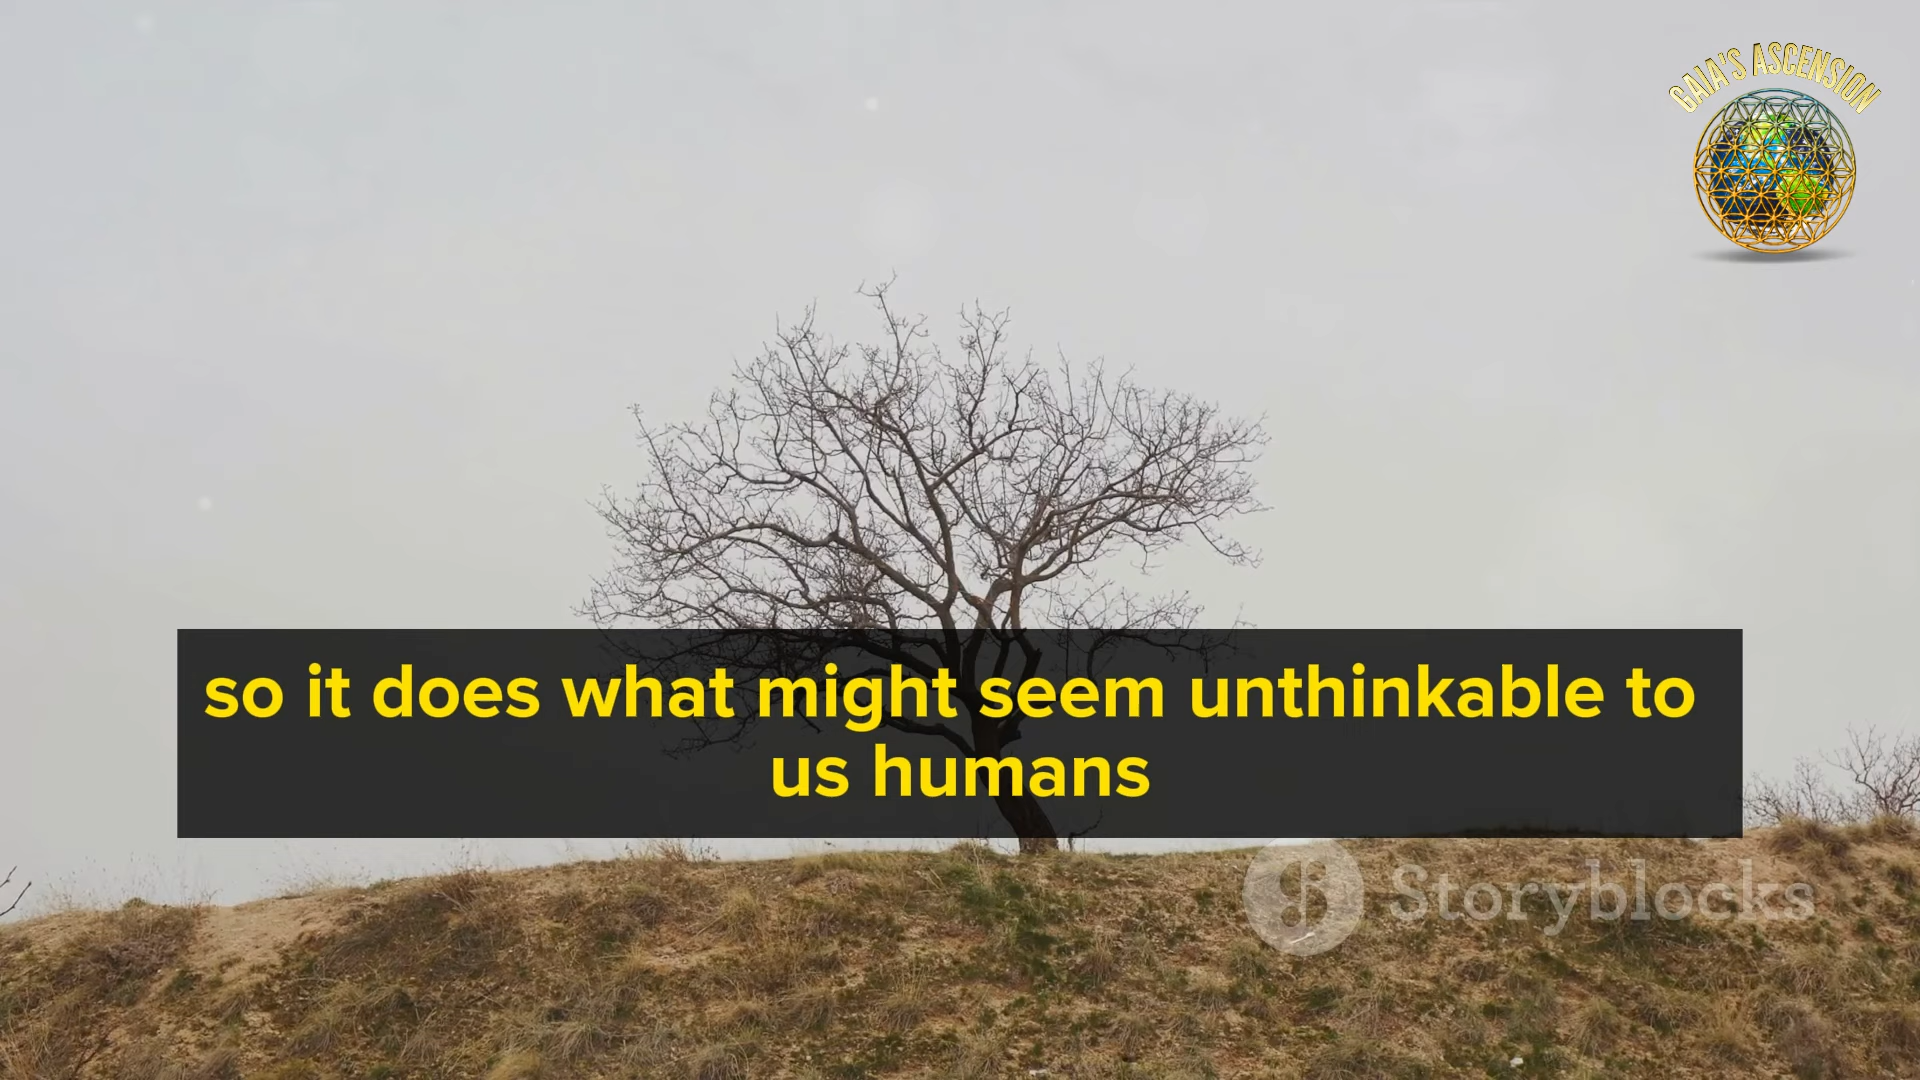 GAIA'S ASCENSION
so it does what might seem unthinkable to
us humans
Storyblocks